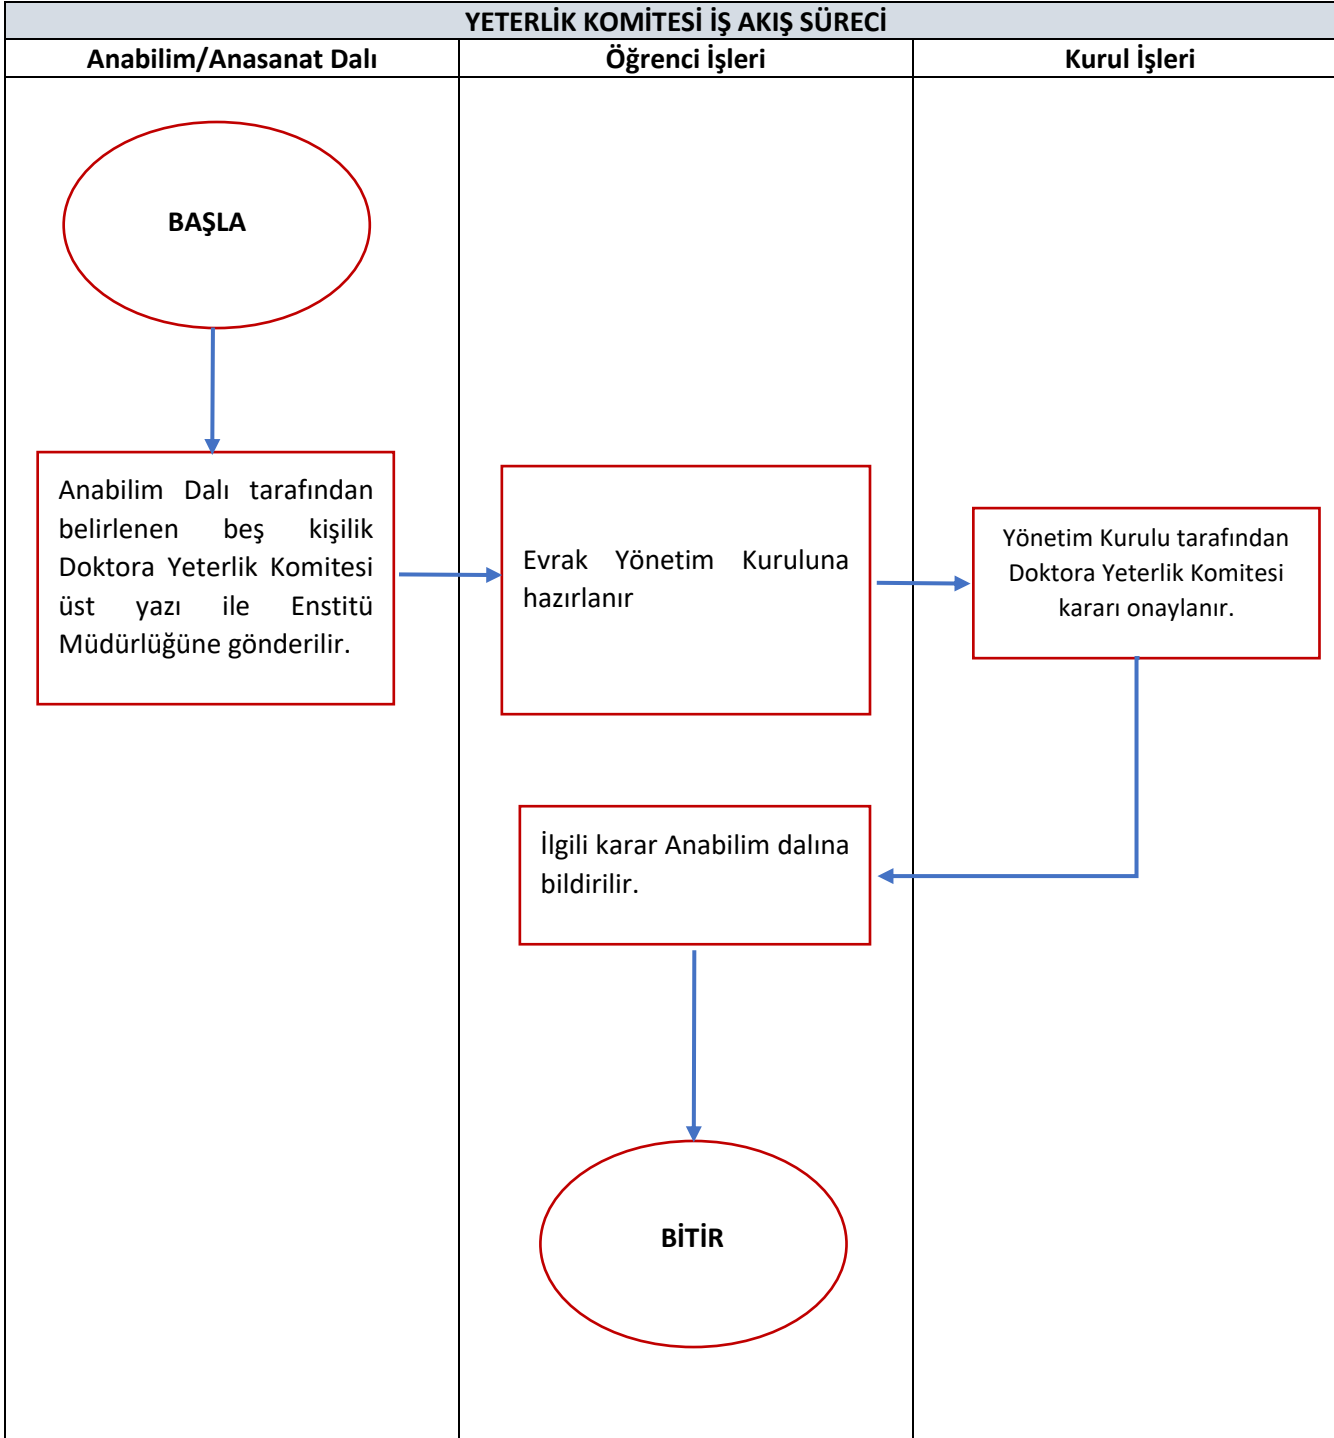 YETERLİK KOMİTESİ İŞ AKIŞ SÜRECİ
Anabilim/Anasanat Dalı
Öğrenci İşleri
Kurul İşleri
BAŞLA
Anabilim Dalı tarafından
belirlenen beş kişilik
Doktora Yeterlik Komitesi
üst yazı ile Enstitü
Müdürlüğüne gönderilir.
Evrak Yönetim Kuruluna
hazırlanır
Yönetim Kurulu tarafından
Doktora Yeterlik Komitesi
kararı onaylanır.
İlgili karar Anabilim dalına
bildirilir.
BİTİR